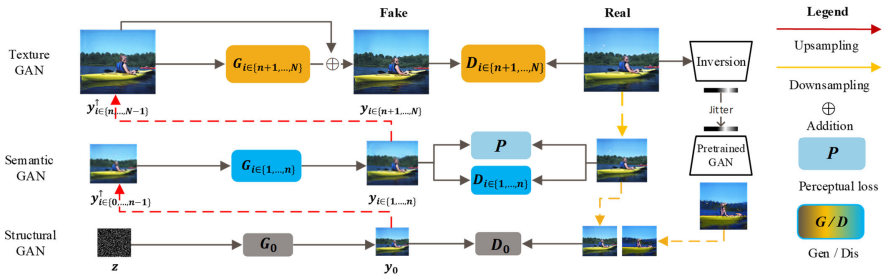 Fake
Real
Legend
Texture
GAN
G_{i∈{n+1,...,N}}
⊕
D_{i∈{n+1,...,N}}
Inversion
Upsampling
Downsampling
y^↑_{i∈{n,...,N−1}}
y_{i∈{n+1,...,N}}
Jitter
⊕
Addition
Semantic
GAN
G_{i∈{1,...,n}}
P
D_{i∈{1,...,n}}
Pretrained
GAN
P
Perceptual loss
y^↑_{i∈{0,...,n−1}}
y_{i∈{1,...,n}}
Structural
GAN
G_0
D_0
G / D
Gen / Dis
z
y_0